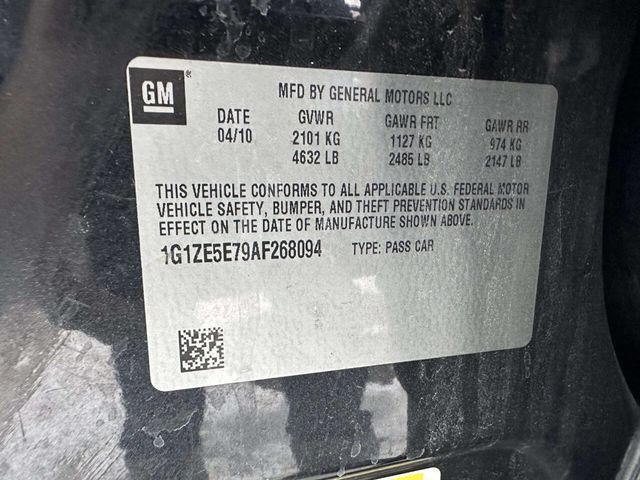 GM
MFD BY GENERAL MOTORS LLC
DATE GVWR GAWR FRT GAWR RR
04/10 2101 KG 1127 KG 974 KG
4632 LB 2485 LB 2147 LB
THIS VEHICLE CONFORMS TO ALL APPLICABLE U.S. FEDERAL MOTOR
VEHICLE SAFETY, BUMPER, AND THEFT PREVENTION STANDARDS IN
EFFECT ON THE DATE OF MANUFACTURE SHOWN ABOVE.
1G1ZE5E79AF268094 TYPE: PASS CAR